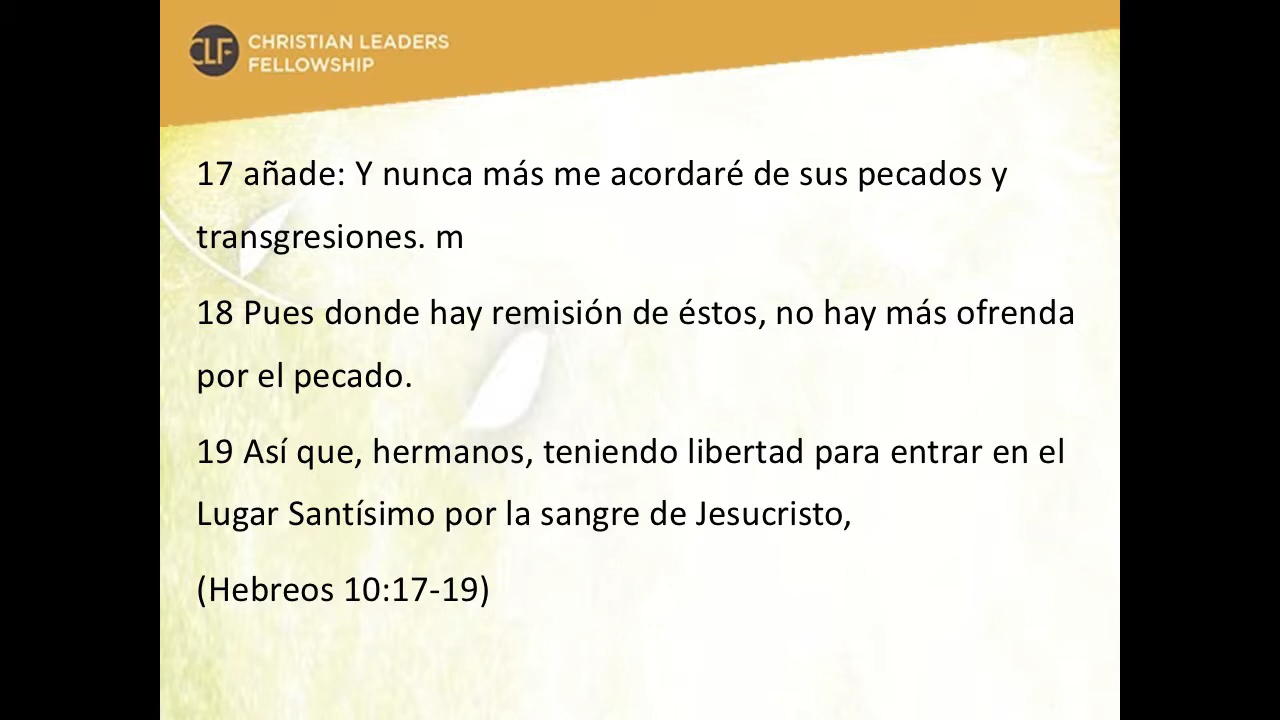 CLF
CHRISTIAN LEADERS
FELLOWSHIP
17 añade: Y nunca más me acordaré de sus pecados y
transgresiones. m
18 Pues donde hay remisión de éstos, no hay más ofrenda
por el pecado.
19 Así que, hermanos, teniendo libertad para entrar en el
Lugar Santísimo por la sangre de Jesucristo,
(Hebreos 10:17-19)